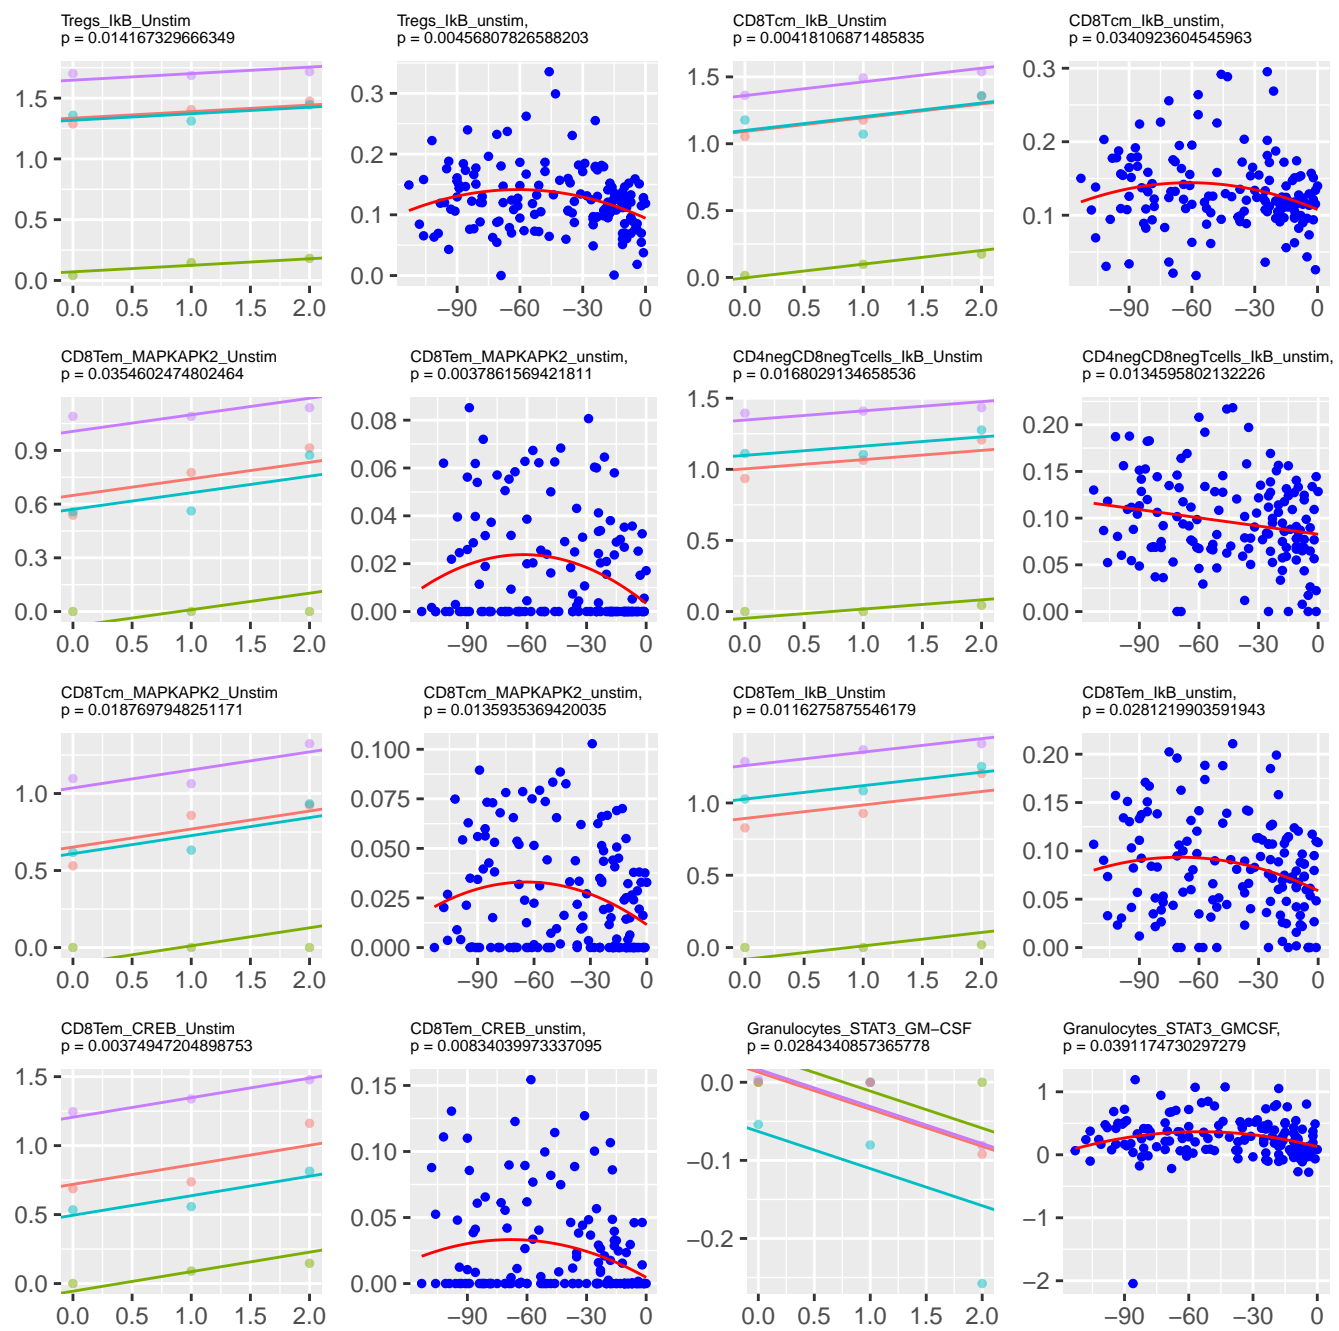 Tregs_IkB_Unstim
p = 0.014167329666349
Tregs_IkB_unstim,
p = 0.00456807826588203
CD8Tcm_IkB_Unstim
p = 0.00418106871485835
CD8Tcm_IkB_unstim,
p = 0.0340923604545963
1.5
1.0
0.5
0.0
0.0 0.5 1.0 1.5 2.0
0.3
0.2
0.1
0.0
−90 −60 −30 0
1.5
1.0
0.5
0.0
0.0 0.5 1.0 1.5 2.0
0.3
0.2
0.1
−90 −60 −30 0
CD8Tem_MAPKAPK2_Unstim
p = 0.0354602474802464
CD8Tem_MAPKAPK2_unstim,
p = 0.0037861569421811
CD4negCD8negTcells_IkB_Unstim
p = 0.0168029134658536
CD4negCD8negTcells_IkB_unstim,
p = 0.0134595802132226
0.9
0.6
0.3
0.0
0.0 0.5 1.0 1.5 2.0
0.08
0.06
0.04
0.02
0.00
−90 −60 −30 0
1.5
1.0
0.5
0.0
0.0 0.5 1.0 1.5 2.0
0.20
0.15
0.10
0.05
0.00
−90 −60 −30 0
CD8Tcm_MAPKAPK2_Unstim
p = 0.0187697948251171
CD8Tcm_MAPKAPK2_unstim,
p = 0.0135935369420035
CD8Tem_IkB_Unstim
p = 0.0116275875546179
CD8Tem_IkB_unstim,
p = 0.0281219903591943
1.0
0.5
0.0
0.0 0.5 1.0 1.5 2.0
0.100
0.075
0.050
0.025
0.000
−90 −60 −30 0
1.0
0.5
0.0
0.0 0.5 1.0 1.5 2.0
0.20
0.15
0.10
0.05
0.00
−90 −60 −30 0
CD8Tem_CREB_Unstim
p = 0.00374947204898753
CD8Tem_CREB_unstim,
p = 0.00834039973337095
Granulocytes_STAT3_GM−CSF
p = 0.0284340857365778
Granulocytes_STAT3_GMCSF,
p = 0.0391174730297279
1.5
1.0
0.5
0.0
0.0 0.5 1.0 1.5 2.0
0.15
0.10
0.05
0.00
−90 −60 −30 0
0.0
−0.1
−0.2
0.0 0.5 1.0 1.5 2.0
1
0
−1
−2
−90 −60 −30 0